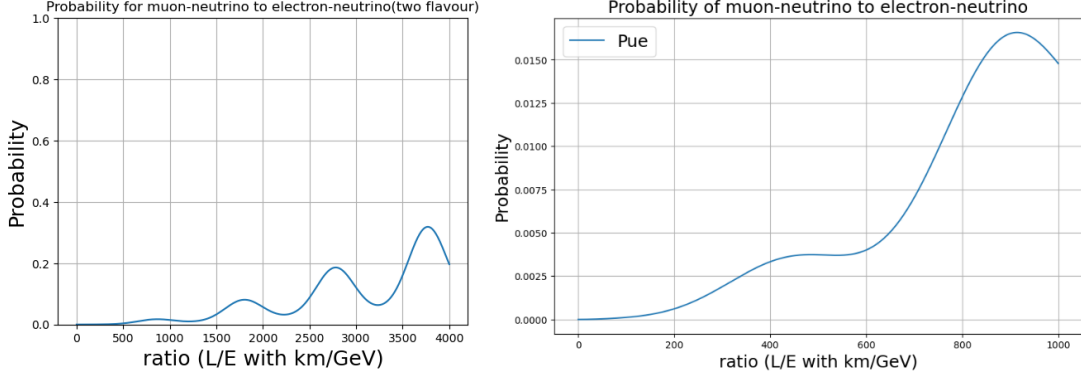 Probability for muon-neutrino to electron-neutrino(two flavour)
1.0
0.8
0.6
0.4
0.2
0.0
Probability
0 500 1000 1500 2000 2500 3000 3500 4000
ratio (L/E with km/GeV)
Probability of muon-neutrino to electron-neutrino
Pue
0.0150
0.0125
0.0100
0.0075
0.0050
0.0025
0.0000
Probability
0 200 400 600 800 1000
ratio (L/E with km/GeV)